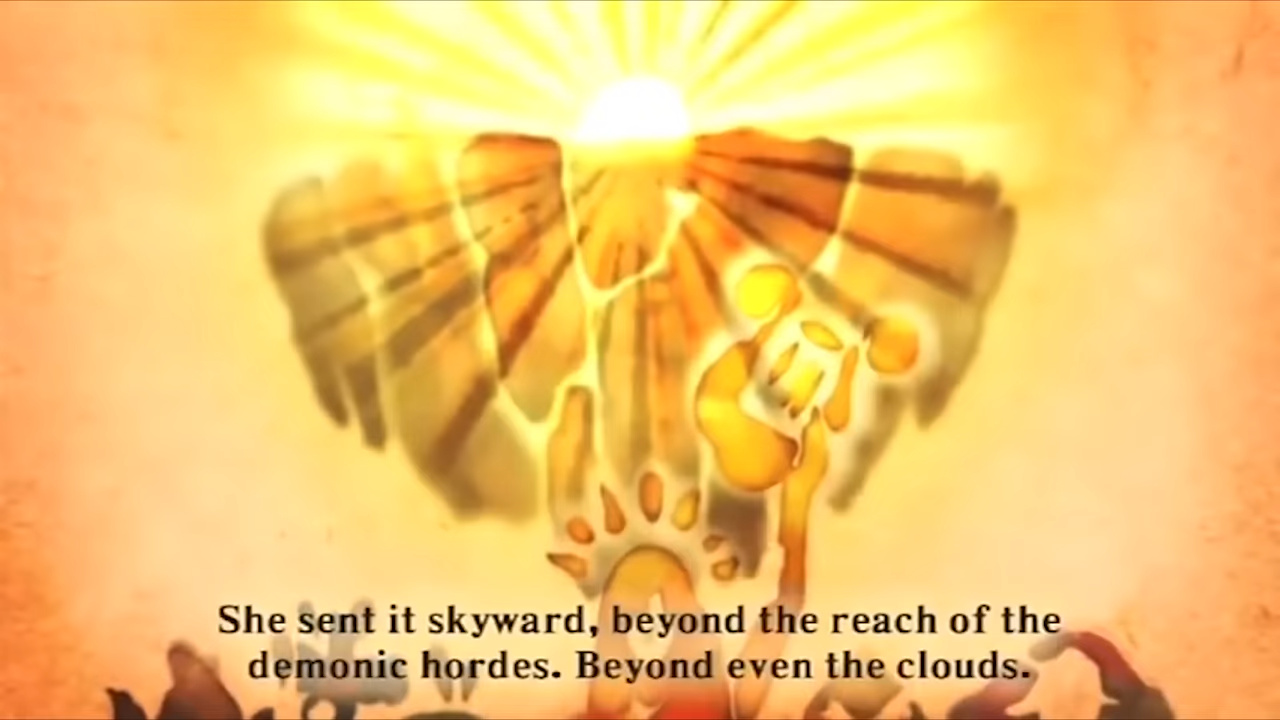 She sent it skyward, beyond the reach of the
demonic hordes. Beyond even the clouds.